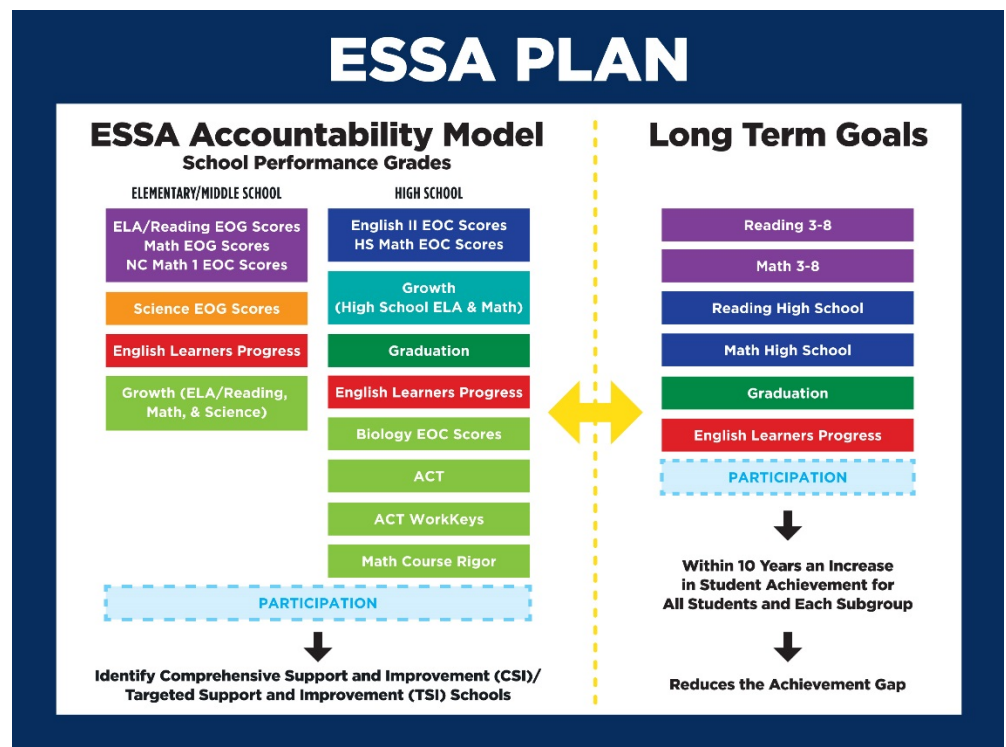 ESSA PLAN
ESSA Accountability Model
School Performance Grades
ELEMENTARY/MIDDLE SCHOOL
ELA/Reading EOG Scores
Math EOG Scores
NC Math 1 EOC Scores
Science EOG Scores
English Learners Progress
Growth (ELA/Reading,
Math, & Science)
HIGH SCHOOL
English II EOC Scores
HS Math EOC Scores
Growth
(High School ELA & Math)
Graduation
English Learners Progress
Biology EOC Scores
ACT
ACT WorkKeys
Math Course Rigor
PARTICIPATION
Identify Comprehensive Support and Improvement (CSI)/
Targeted Support and Improvement (TSI) Schools
Long Term Goals
Reading 3-8
Math 3-8
Reading High School
Math High School
Graduation
English Learners Progress
PARTICIPATION
Within 10 Years an Increase
in Student Achievement for
All Students and Each Subgroup
Reduces the Achievement Gap